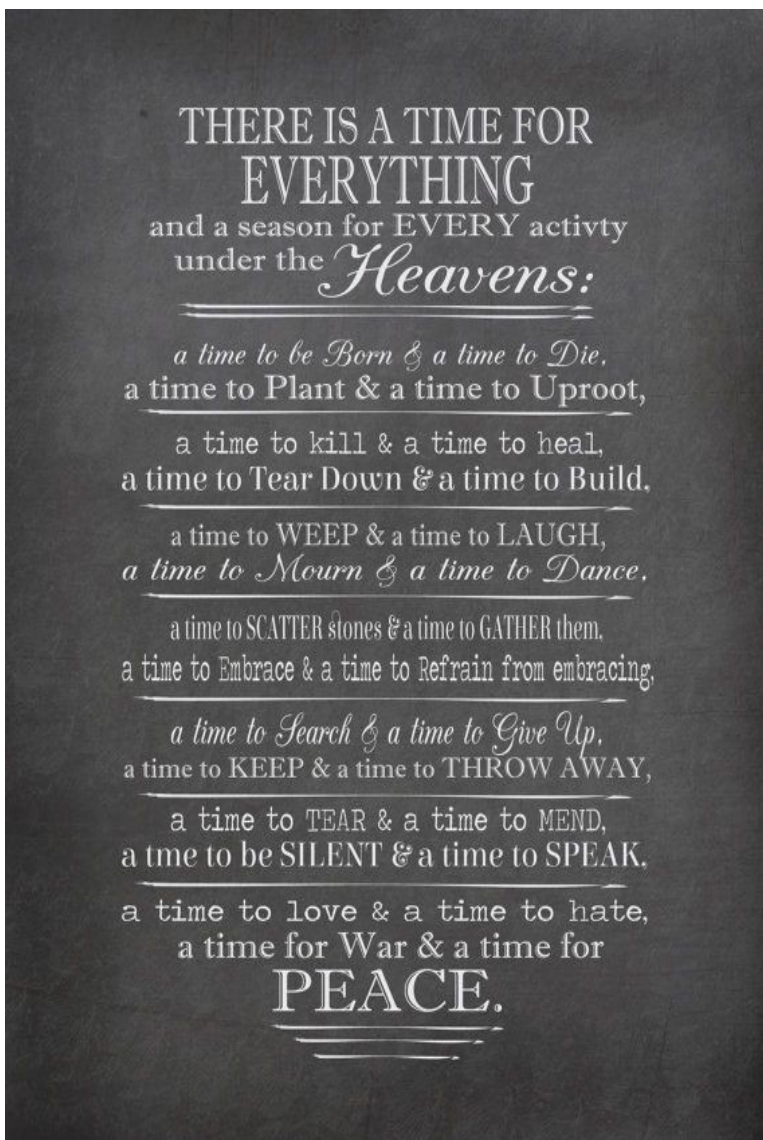 THERE IS A TIME FOR
EVERYTHING
and a season for EVERY activty
under the Heavens:
a time to be Born & a time to Die,
a time to Plant & a time to Uproot,
a time to kill & a time to heal,
a time to Tear Down & a time to Build,
a time to WEEP & a time to LAUGH,
a time to Mourn & a time to Dance,
a time to SCATTER stones & a time to GATHER them,
a time to Embrace & a time to Refrain from embracing,
a time to Search & a time to Give Up,
a time to KEEP & a time to THROW AWAY,
a time to TEAR & a time to MEND,
a tme to be SILENT & a time to SPEAK,
a time to love & a time to hate,
a time for War & a time for
PEACE.